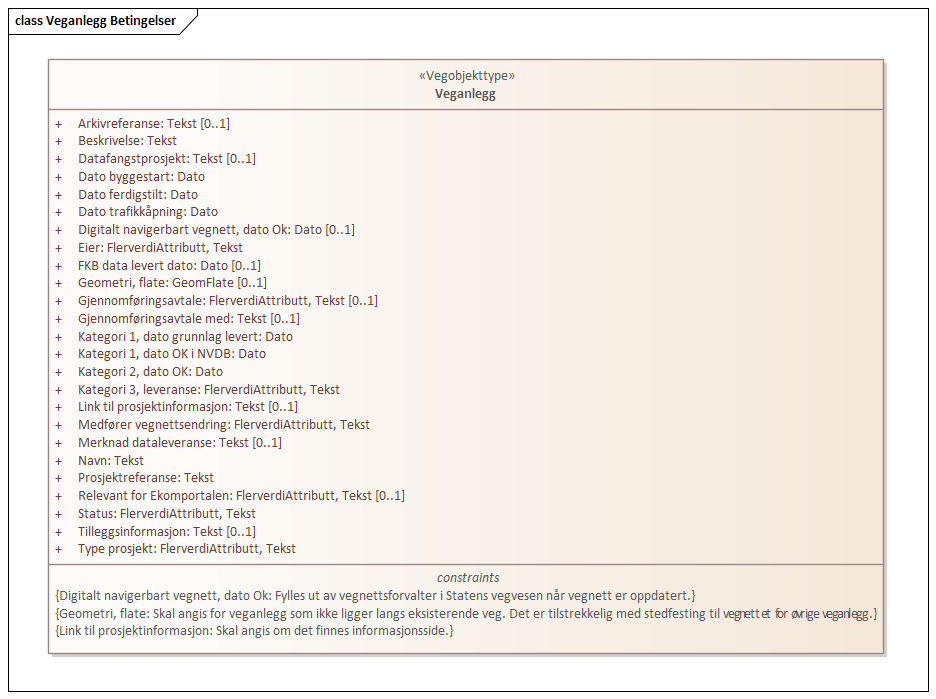 class Veganlegg Betingelser
«Vegobjekttype»
Veganlegg
+ Arkivreferanse: Tekst [0..1]
+ Beskrivelse: Tekst
+ Datafangstprosjekt: Tekst [0..1]
+ Dato byggestart: Dato
+ Dato ferdigstilt: Dato
+ Dato trafikkåpning: Dato
+ Digitalt navigerbart vegnett, dato Ok: Dato [0..1]
+ Eier: FlerverdiAttributt, Tekst
+ FKB data levert dato: Dato [0..1]
+ Geometri, flate: GeomFlate [0..1]
+ Gjennomføringsavtale: FlerverdiAttributt, Tekst [0..1]
+ Gjennomføringsavtale med: Tekst [0..1]
+ Kategori 1, dato grunnlag levert: Dato
+ Kategori 1, dato OK i NVDB: Dato
+ Kategori 2, dato OK: Dato
+ Kategori 3, leveranse: FlerverdiAttributt, Tekst
+ Link til prosjektinformasjon: Tekst [0..1]
+ Medfører vegnettsendring: FlerverdiAttributt, Tekst
+ Merknad dataleveranse: Tekst [0..1]
+ Navn: Tekst
+ Prosjektreferanse: Tekst
+ Relevant for Ekomportalen: FlerverdiAttributt, Tekst [0..1]
+ Status: FlerverdiAttributt, Tekst
+ Tilleggsinformasjon: Tekst [0..1]
+ Type prosjekt: FlerverdiAttributt, Tekst
constraints
{Digitalt navigerbart vegnett, dato Ok: Fylles ut av vegnettsforvalter i Statens vegvesen når vegnett er oppdatert.}
{Geometri, flate: Skal angis for veganlegg som ikke ligger langs eksisterende veg. Det er tilstrekkelig med stedfesting til vegnettet for øvrige veganlegg.}
{Link til prosjektinformasjon: Skal angis om det finnes informasjonsside.}